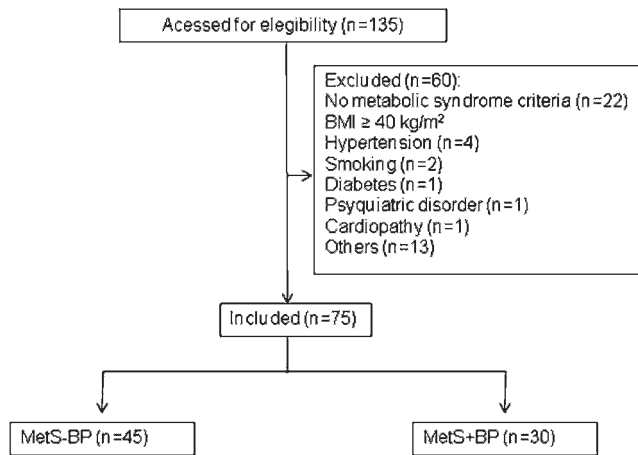 Acessed for elegibility (n=135)
Excluded (n=60):
No metabolic syndrome criteria (n=22)
BMI ≥ 40 kg/m²
Hypertension (n=4)
Smoking (n=2)
Diabetes (n=1)
Psyquiatric disorder (n=1)
Cardiopathy (n=1)
Others (n=13)
Included (n=75)
MetS-BP (n=45)
MetS+BP (n=30)